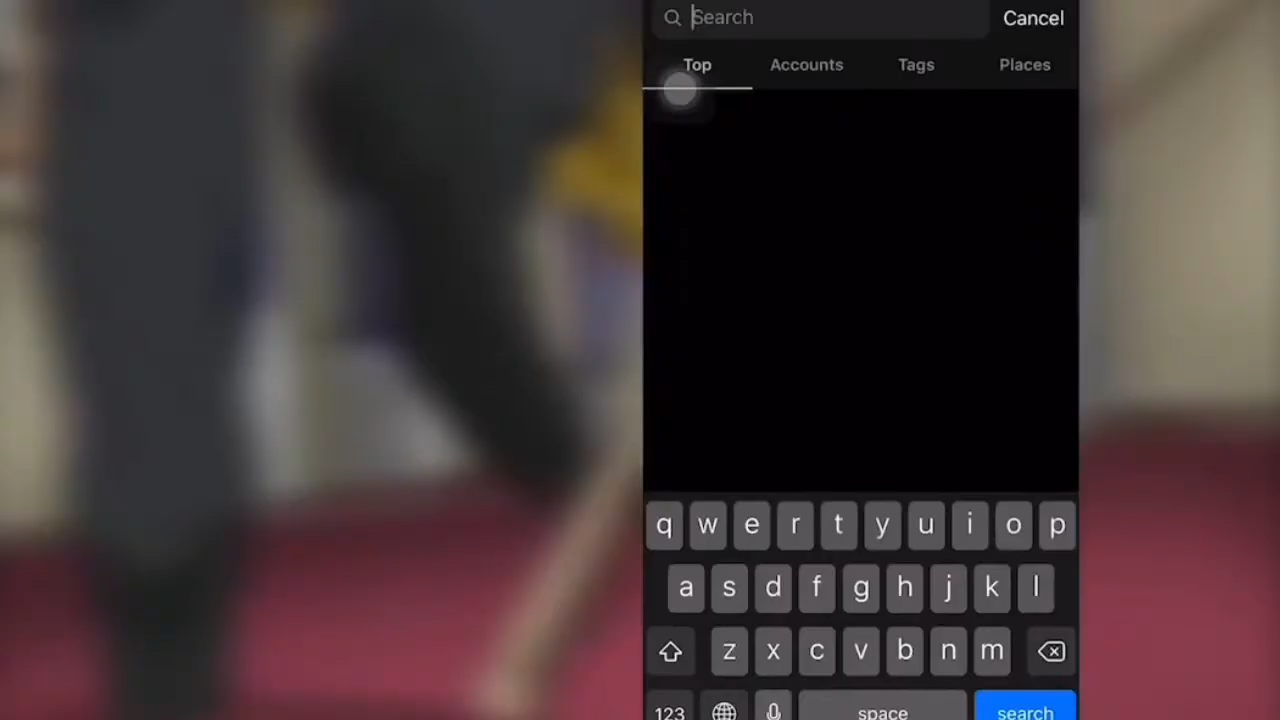 Search Cancel
Top Accounts Tags Places
q w e r t y u i o p
a s d f g h j k l
z x c v b n m
123 space search